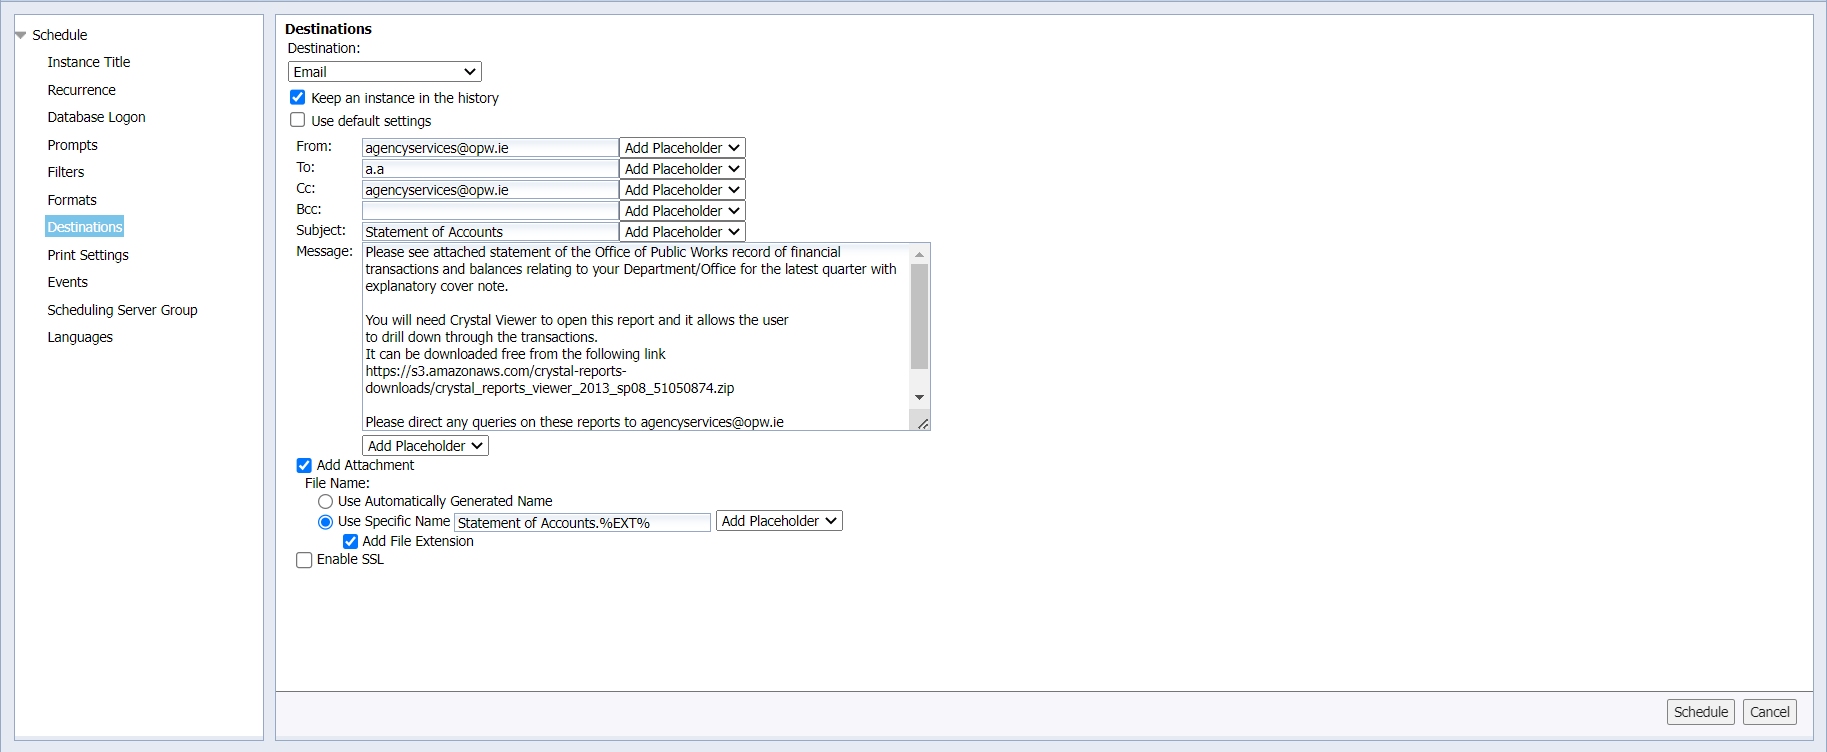 Schedule
Instance Title
Recurrence
Database Logon
Prompts
Filters
Formats
Destinations
Print Settings
Events
Scheduling Server Group
Languages
Destinations
Destination:
Email
Keep an instance in the history
Use default settings
From: agencyservices@opw.ie Add Placeholder
To: a.a Add Placeholder
Cc: agencyservices@opw.ie Add Placeholder
Bcc: Add Placeholder
Subject: Statement of Accounts Add Placeholder
Message: Please see attached statement of the Office of Public Works record of financial
transactions and balances relating to your Department/Office for the latest quarter with
explanatory cover note.
You will need Crystal Viewer to open this report and it allows the user
to drill down through the transactions.
It can be downloaded free from the following link
https://s3.amazonaws.com/crystal-reports-
downloads/crystal_reports_viewer_2013_sp08_51050874.zip
Please direct any queries on these reports to agencyservices@opw.ie
Add Placeholder
Add Attachment
File Name:
Use Automatically Generated Name
Use Specific Name Statement of Accounts.%EXT% Add Placeholder
Add File Extension
Enable SSL
Schedule Cancel